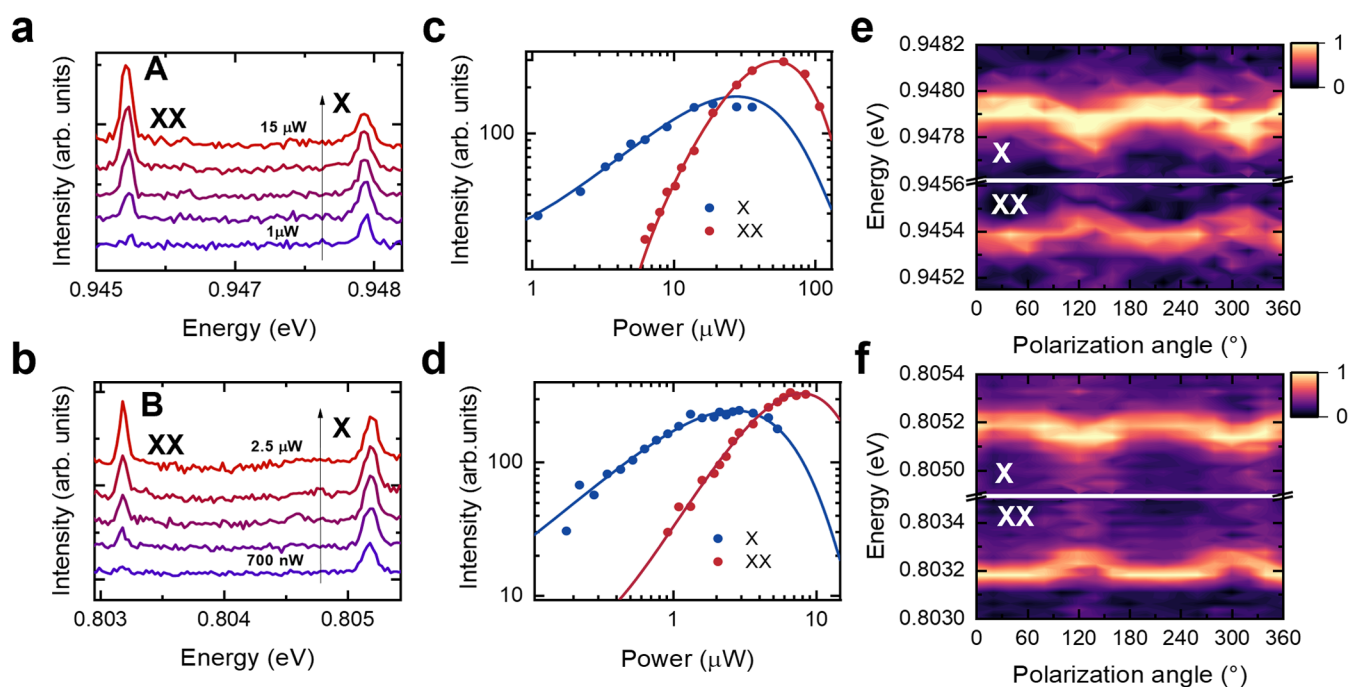 a
A
XX
X
15 µW
1µW
Intensity (arb. units)
0.945
0.947
0.948
Energy (eV)
b
B
XX
X
2.5 µW
700 nW
Intensity (arb. units)
0.803
0.804
0.805
Energy (eV)
c
Intensity (arb. units)
100
X
XX
1
10
100
Power (µW)
d
Intensity (arb.units)
100
10
X
XX
1
10
Power (µW)
e
Energy (eV)
0.9482
0.9480
0.9478
0.9456
0.9454
0.9452
X
XX
1
0
0
60
120
180
240
300
360
Polarization angle (°)
f
Energy (eV)
0.8054
0.8052
0.8050
0.8034
0.8032
0.8030
X
XX
1
0
0
60
120
180
240
300
360
Polarization angle (°)